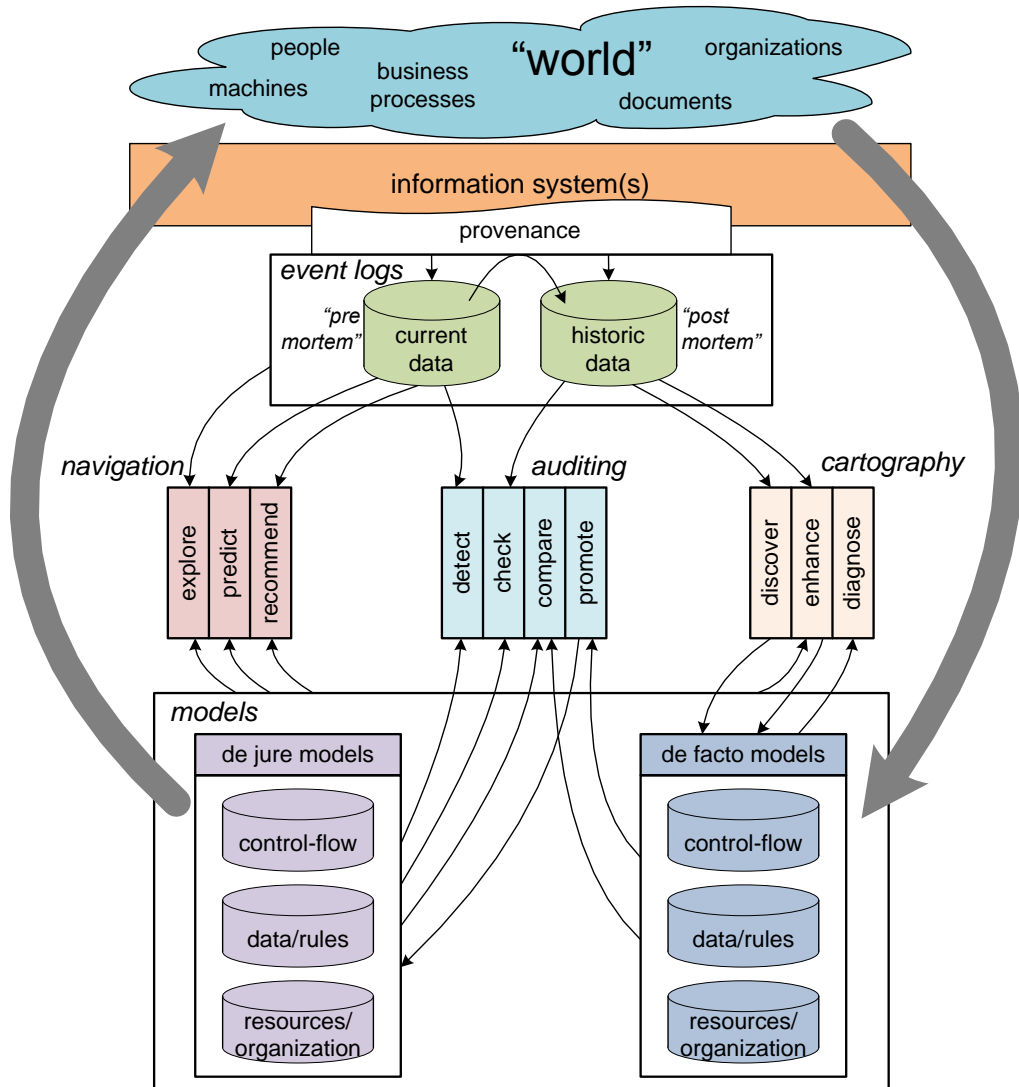 people
“world”
organizations
machines
business
processes
documents
information system(s)
provenance
event logs
“pre
mortem”
current
data
historic
data
“post
mortem”
navigation
auditing
cartography
explore
predict
recommend
detect
check
compare
promote
discover
enhance
diagnose
models
de jure models
de facto models
control-flow
control-flow
data/rules
data/rules
resources/
organization
resources/
organization